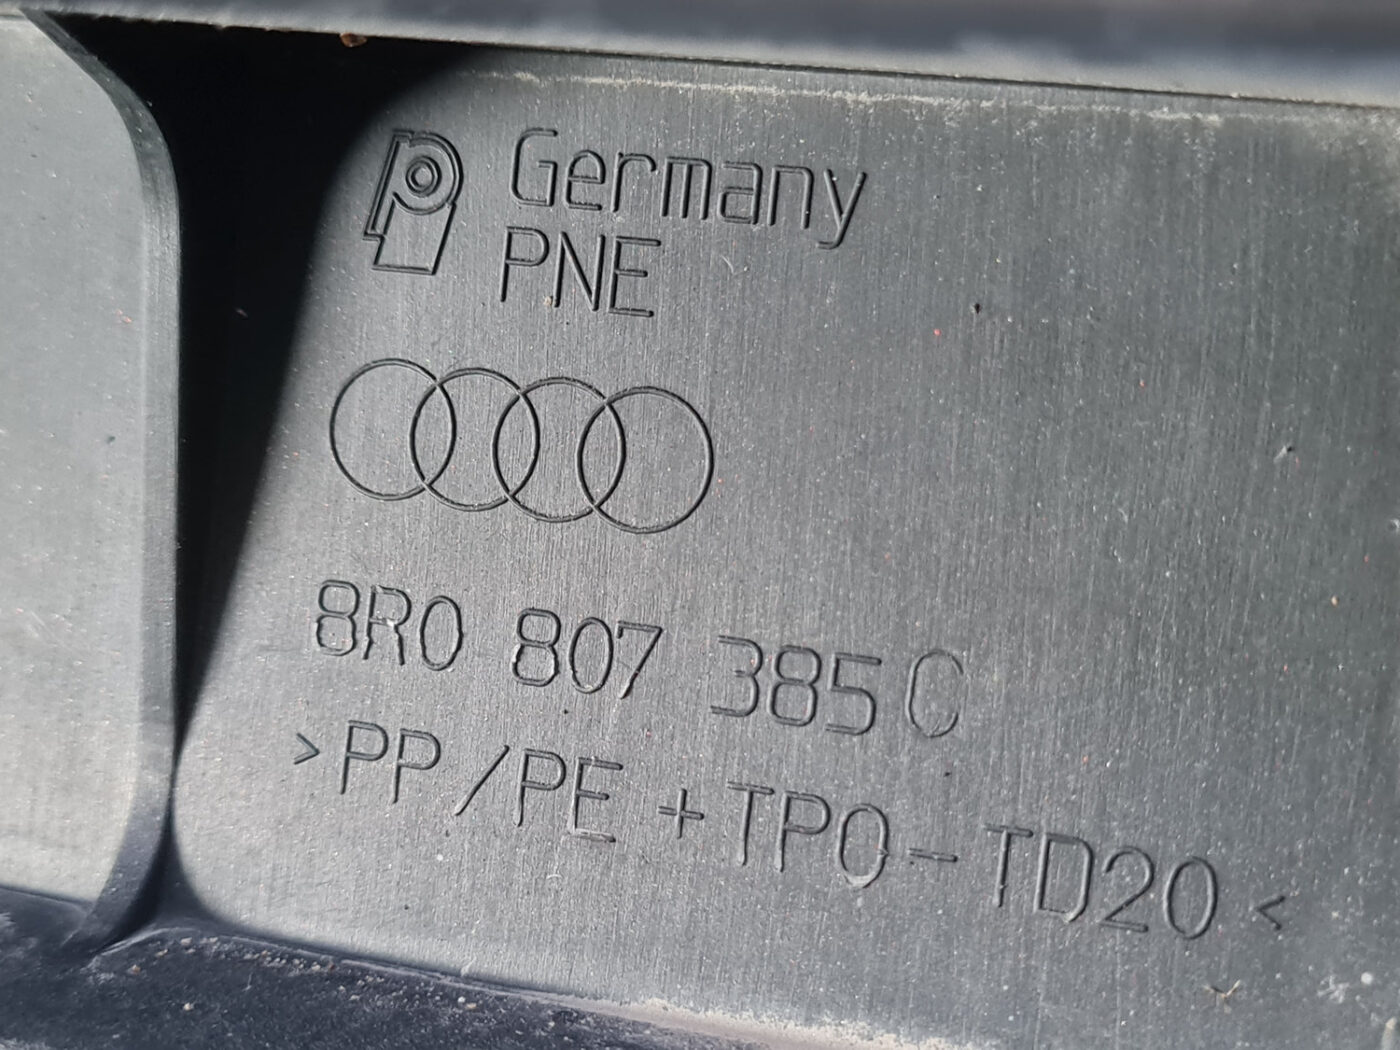 Germany
PNE
8R0 807 385 C
>PP/PE+TPO-TD20<